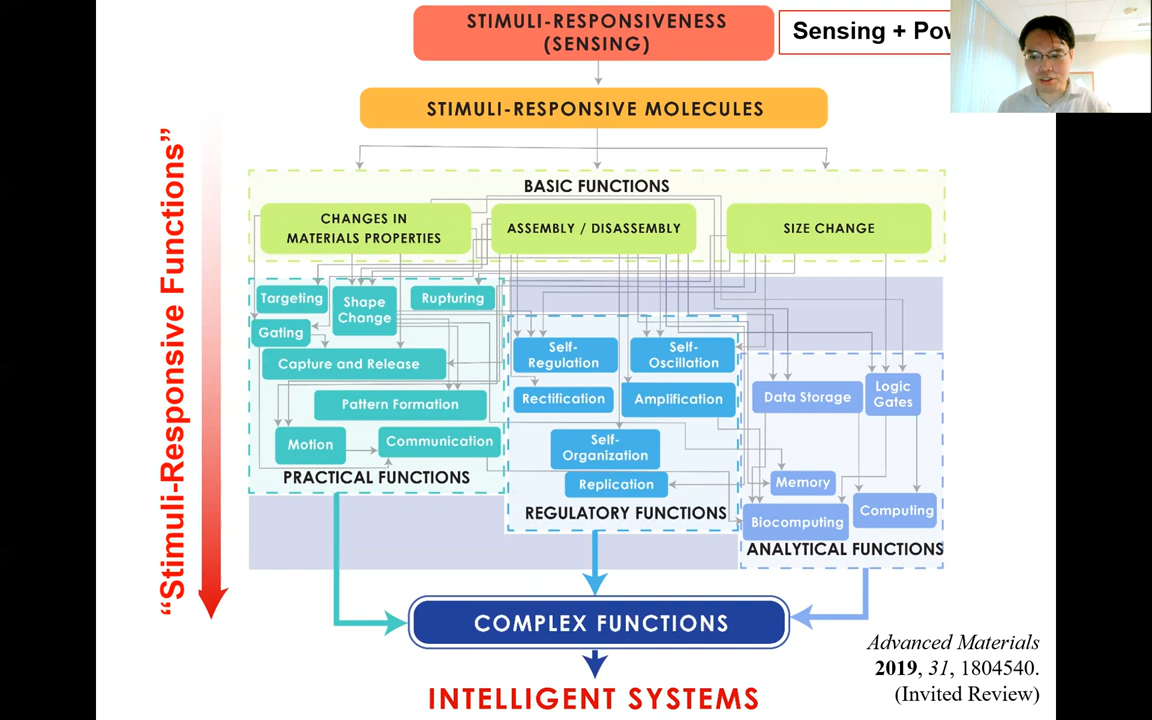 STIMULI-RESPONSIVENESS
(SENSING)
Sensing +
STIMULI-RESPONSIVE MOLECULES
"Stimuli-Responsive Functions"
BASIC FUNCTIONS
CHANGES IN
MATERIALS PROPERTIES
ASSEMBLY / DISASSEMBLY
SIZE CHANGE
Targeting
Shape
Change
Rupturing
Gating
Capture and Release
Pattern Formation
Motion
Communication
PRACTICAL FUNCTIONS
Self-
Regulation
Self-
Oscillation
Rectification
Amplification
Self-
Organization
Replication
REGULATORY FUNCTIONS
Data Storage
Logic
Gates
Memory
Biocomputing
Computing
ANALYTICAL FUNCTIONS
COMPLEX FUNCTIONS
INTELLIGENT SYSTEMS
Advanced Materials
2019, 31, 1804540.
(Invited Review)